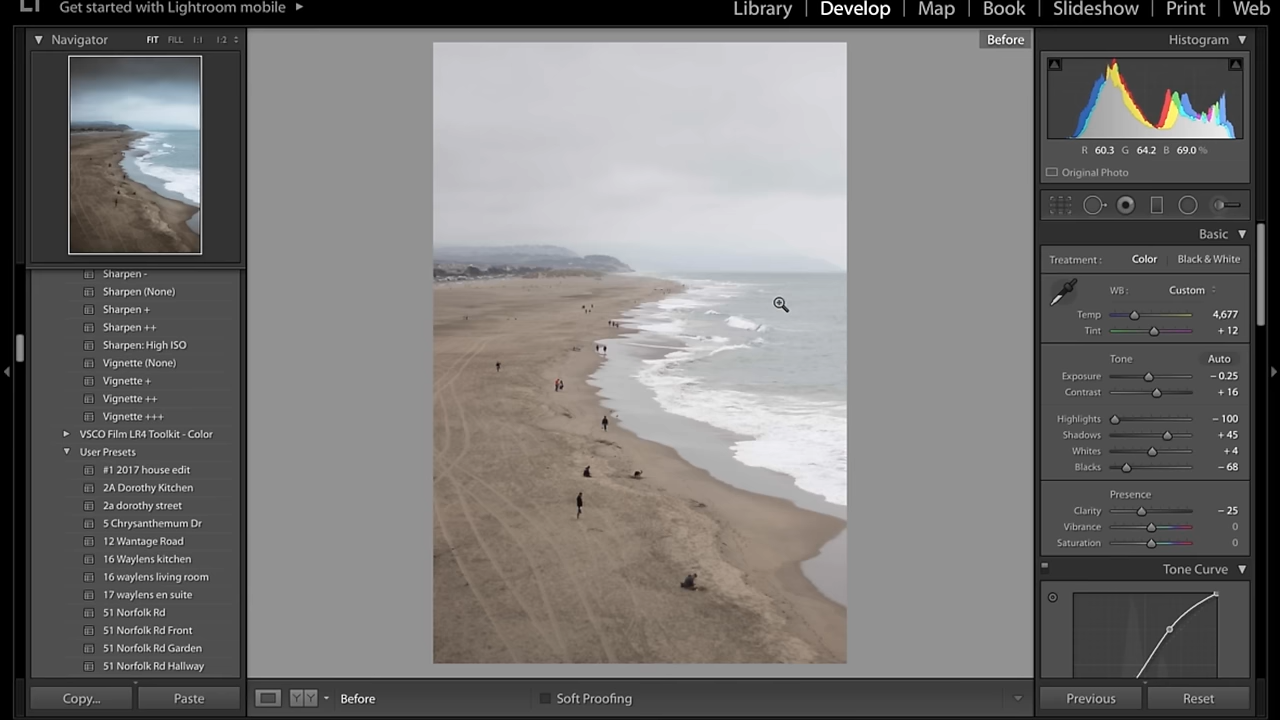 Get started with Lightroom mobile ▶
Library | Develop | Map | Book | Slideshow | Print | Web
Navigator FIT FILL 1:1 1:2
Sharpen -
Sharpen (None)
Sharpen +
Sharpen ++
Sharpen: High ISO
Vignette (None)
Vignette +
Vignette ++
Vignette +++
VSCO Film LR4 Toolkit - Color
User Presets
#1 2017 house edit
2A Dorothy Kitchen
2a dorothy street
5 Chrysanthemum Dr
12 Wantage Road
16 Waylens kitchen
16 waylens living room
17 waylens en suite
51 Norfolk Rd
51 Norfolk Rd Front
51 Norfolk Rd Garden
51 Norfolk Rd Hallway
Copy...
Paste
Before
Y Y
Before
Soft Proofing
Histogram
R 60.3 G 64.2 B 69.0 %
Original Photo
Basic
Treatment : Color | Black & White
WB : Custom
Temp 4,677
Tint + 12
Tone Auto
Exposure − 0.25
Contrast + 16
Highlights − 100
Shadows + 45
Whites + 4
Blacks − 68
Presence
Clarity − 25
Vibrance 0
Saturation 0
Tone Curve
Previous
Reset